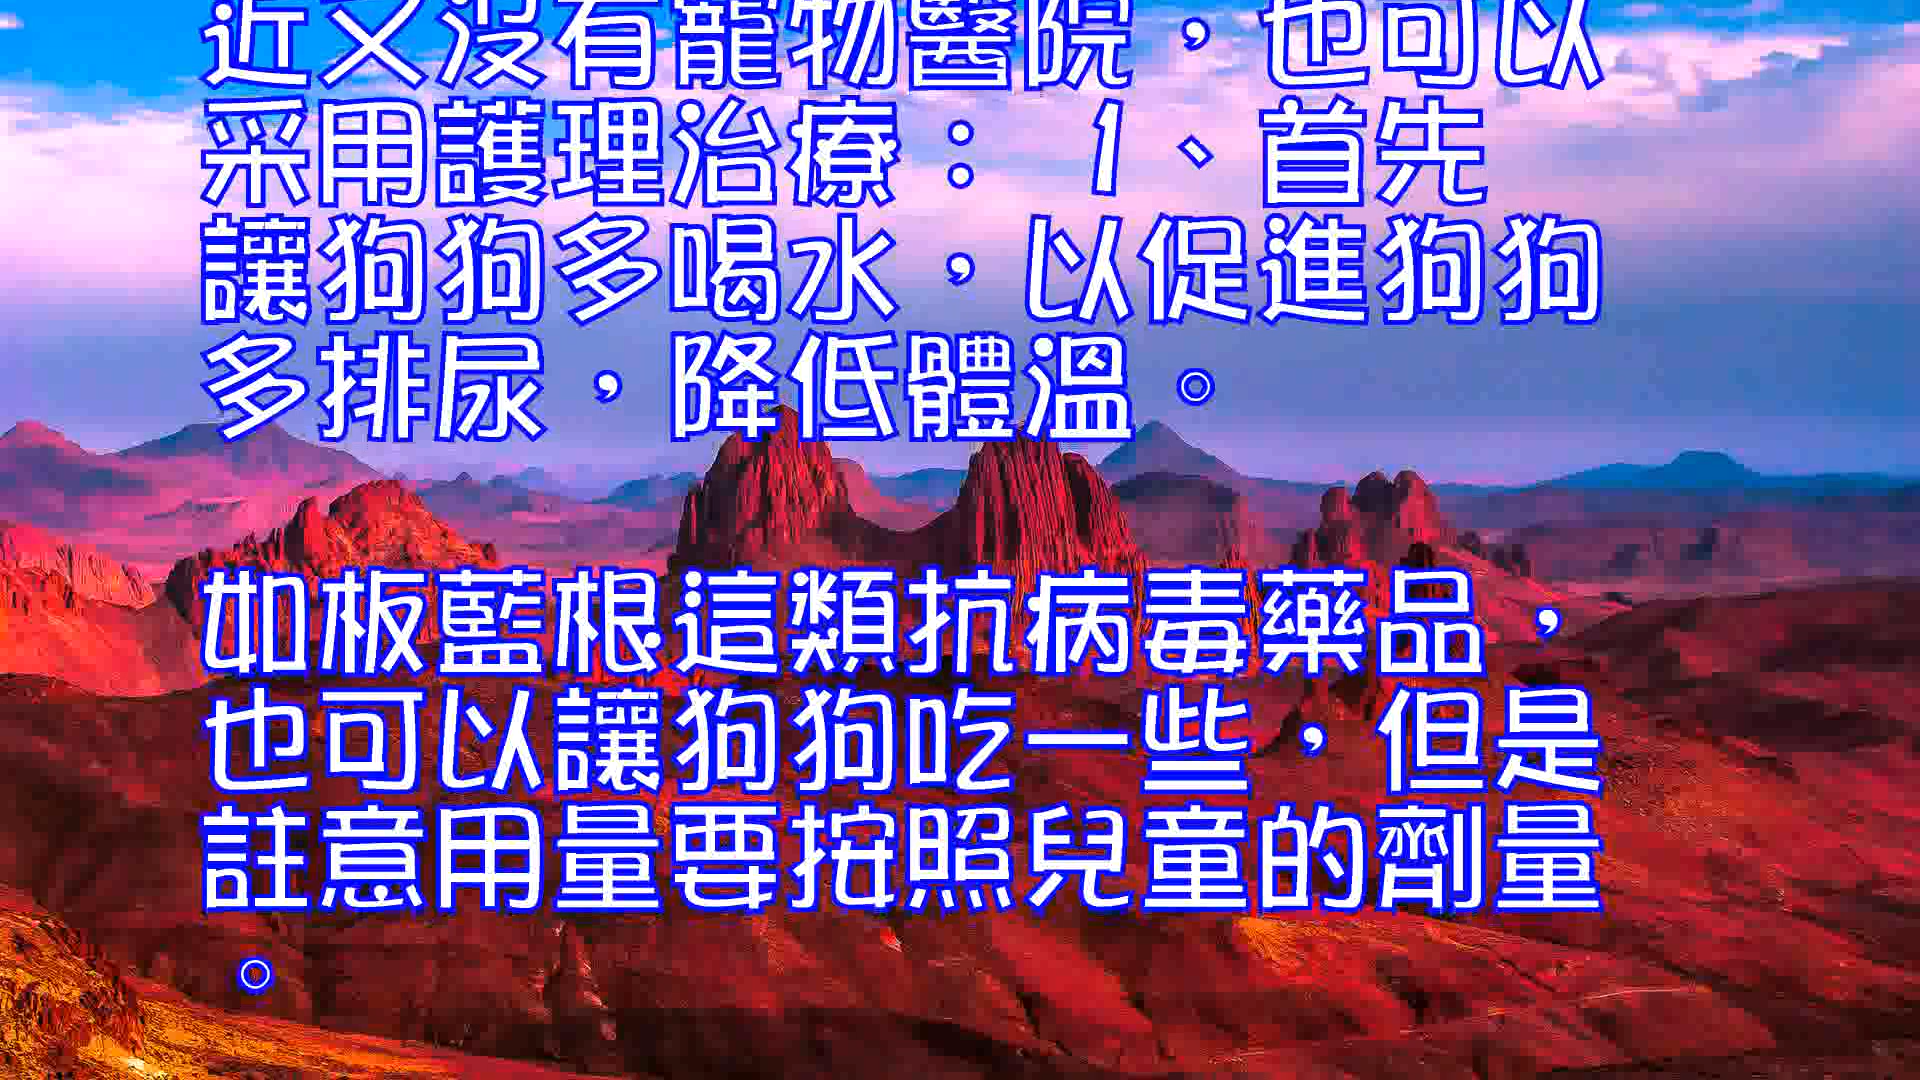 近又沒有寵物醫院，也可以
采用護理治療： 1、首先
讓狗狗多喝水，以促進狗狗
多排尿，降低體溫。
如板藍根這類抗病毒藥品，
也可以讓狗狗吃一些，但是
註意用量要按照兒童的劑量
。